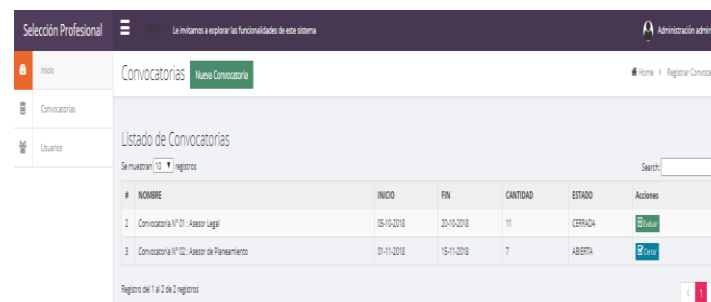 Selección Profesional
Le invitamos a explorar las funcionalidades de este sistema
Administración admin
Inicio
Convocatorias
Usuarios
Convocatorias Nueva Convocatoria
Home > Registrar Convoca
Listado de Convocatorias
Se muestran 10 registros
Search:
# NOMBRE INICIO FIN CANTIDAD ESTADO Acciones
2 Convocatoria N° 01 : Asesor Legal 05-10-2018 20-10-2018 11 CERRADA Evaluar
3 Convocatoria N° 02 : Asesor de Planeamiento 01-11-2018 15-11-2018 7 ABIERTA Cerrar
Registro del 1 al 2 de 2 registros
‹ 1